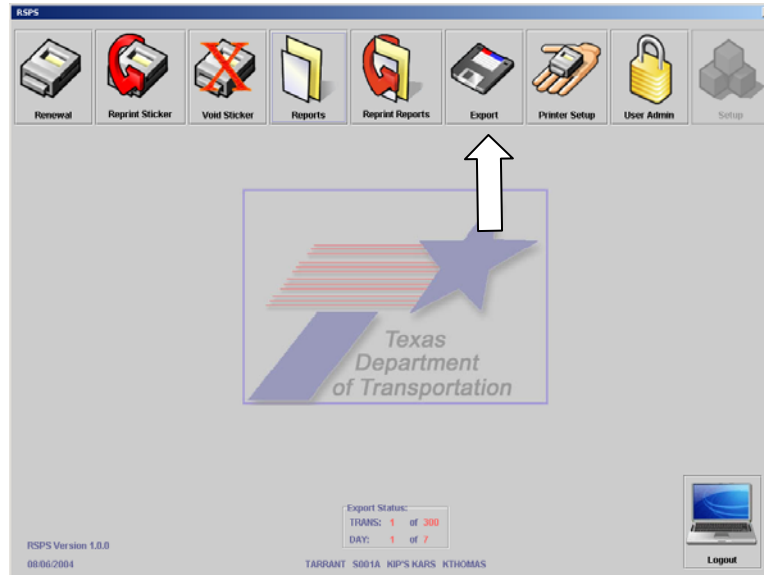 RSPS
Renewal
Reprint Sticker
Void Sticker
Reports
Reprint Reports
Export
Printer Setup
User Admin
Setup
Texas
Department
of Transportation
Export Status:
TRANS: 1 of 300
DAY: 1 of 7
RSPS Version 1.0.0
08/06/2004
TARRANT S001A KIP'S KARS KTHOMAS
Logout